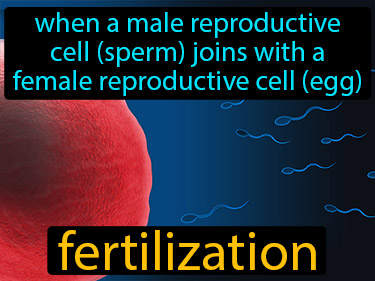 when a male reproductive
cell (sperm) joins with a
female reproductive cell (egg)
fertilization